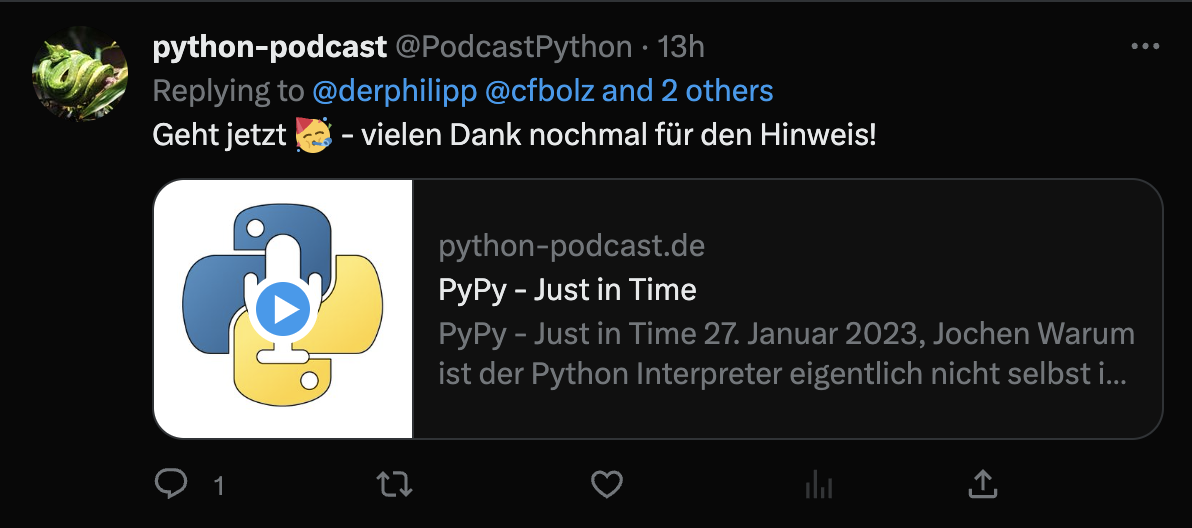 python-podcast @PodcastPython · 13h
Replying to @derphilipp @cfbolz and 2 others
Geht jetzt 🥳 – vielen Dank nochmal für den Hinweis!
python-podcast.de
PyPy – Just in Time
PyPy – Just in Time 27. Januar 2023, Jochen Warum
ist der Python Interpreter eigentlich nicht selbst i...
1